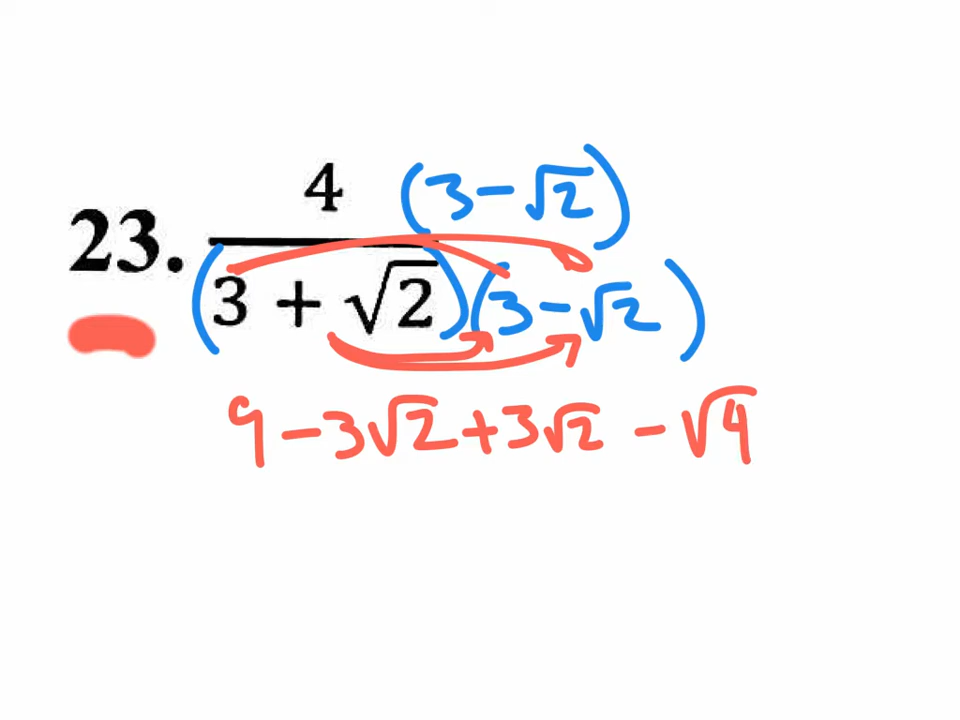 4 (3 - √2)
23.
(3 + √2)(3 - √2)
9 - 3√2 + 3√2 - √4